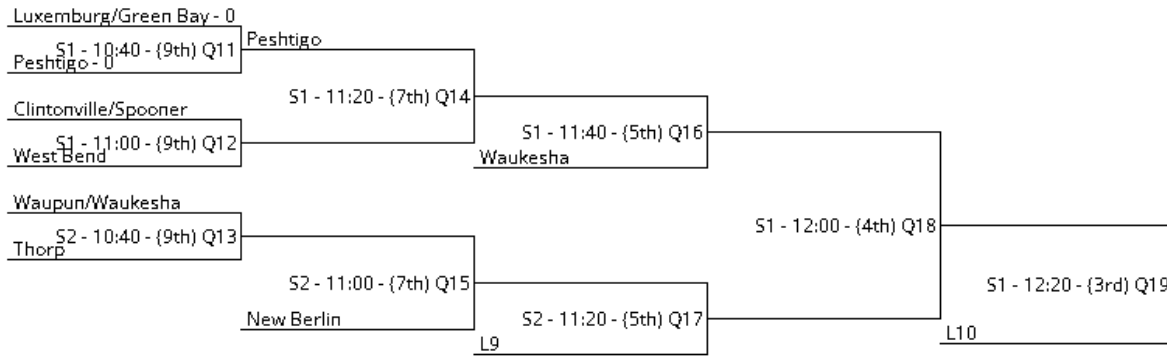 Luxemburg/Green Bay - 0
S1 - 10:40 - (9th) Q11
Peshtigo - 0
Peshtigo
S1 - 11:20 - (7th) Q14
Clintonville/Spooner
S1 - 11:00 - (9th) Q12
West Bend
S1 - 11:40 - (5th) Q16
Waukesha
Waupun/Waukesha
S2 - 10:40 - (9th) Q13
Thorp
S1 - 12:00 - (4th) Q18
S2 - 11:00 - (7th) Q15
New Berlin
S2 - 11:20 - (5th) Q17
L9
S1 - 12:20 - (3rd) Q19
L10